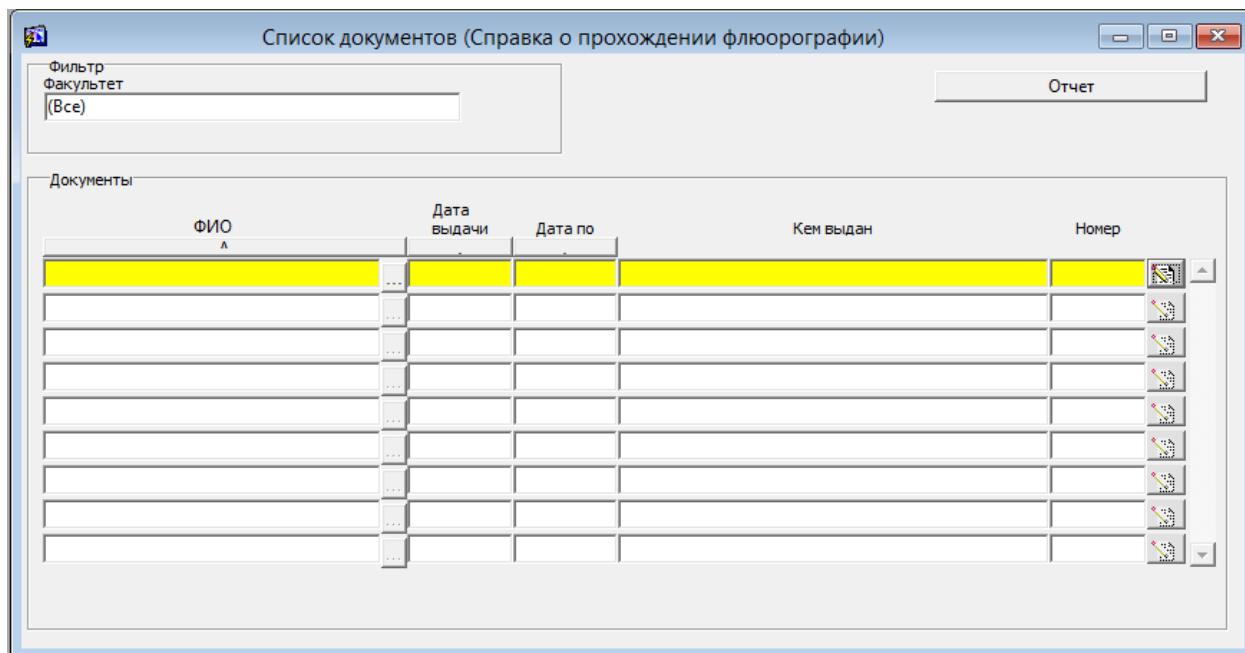 Список документов (Справка о прохождении флюорографии)
Фильтр
Факультет
(Все)
Отчет
Документы
ФИО
Дата выдачи
Дата по
Кем выдан
Номер
^
...
...
...
...
...
...
...
...
...